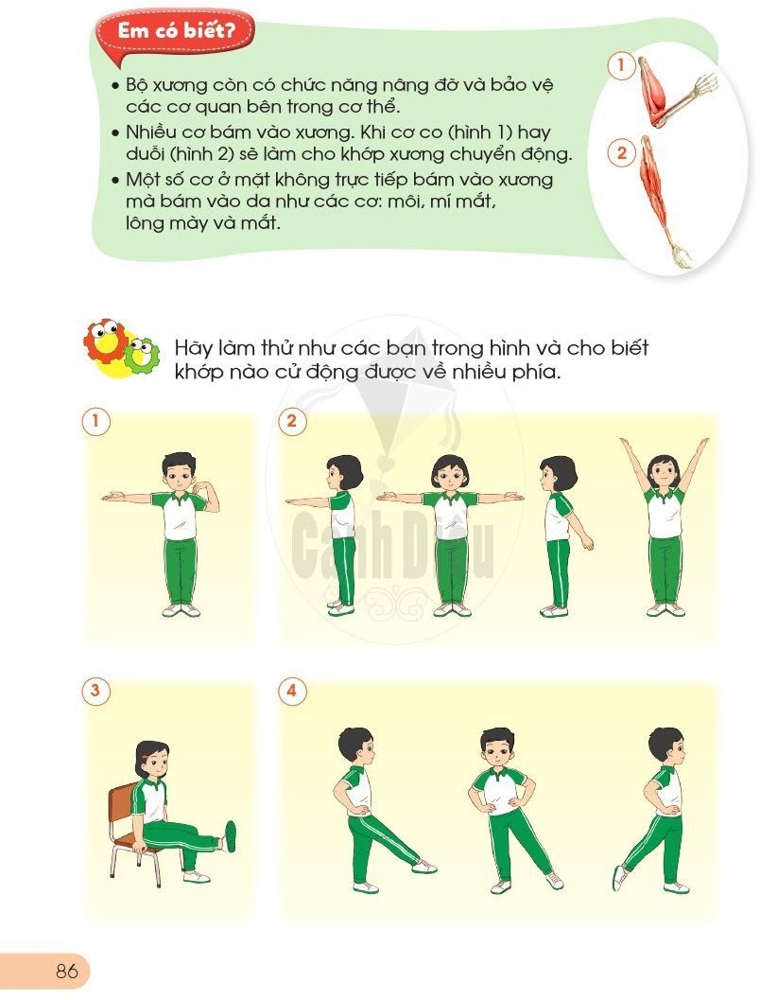 Em có biết?
• Bộ xương còn có chức năng nâng đỡ và bảo vệ
các cơ quan bên trong cơ thể.
• Nhiều cơ bám vào xương. Khi cơ co (hình 1) hay
duỗi (hình 2) sẽ làm cho khớp xương chuyển động.
• Một số cơ ở mặt không trực tiếp bám vào xương
mà bám vào da như các cơ: môi, mí mắt,
lông mày và mắt.
1
2
Hãy làm thử như các bạn trong hình và cho biết
khớp nào cử động được về nhiều phía.
1
2
Cánh Diều
3
4
86